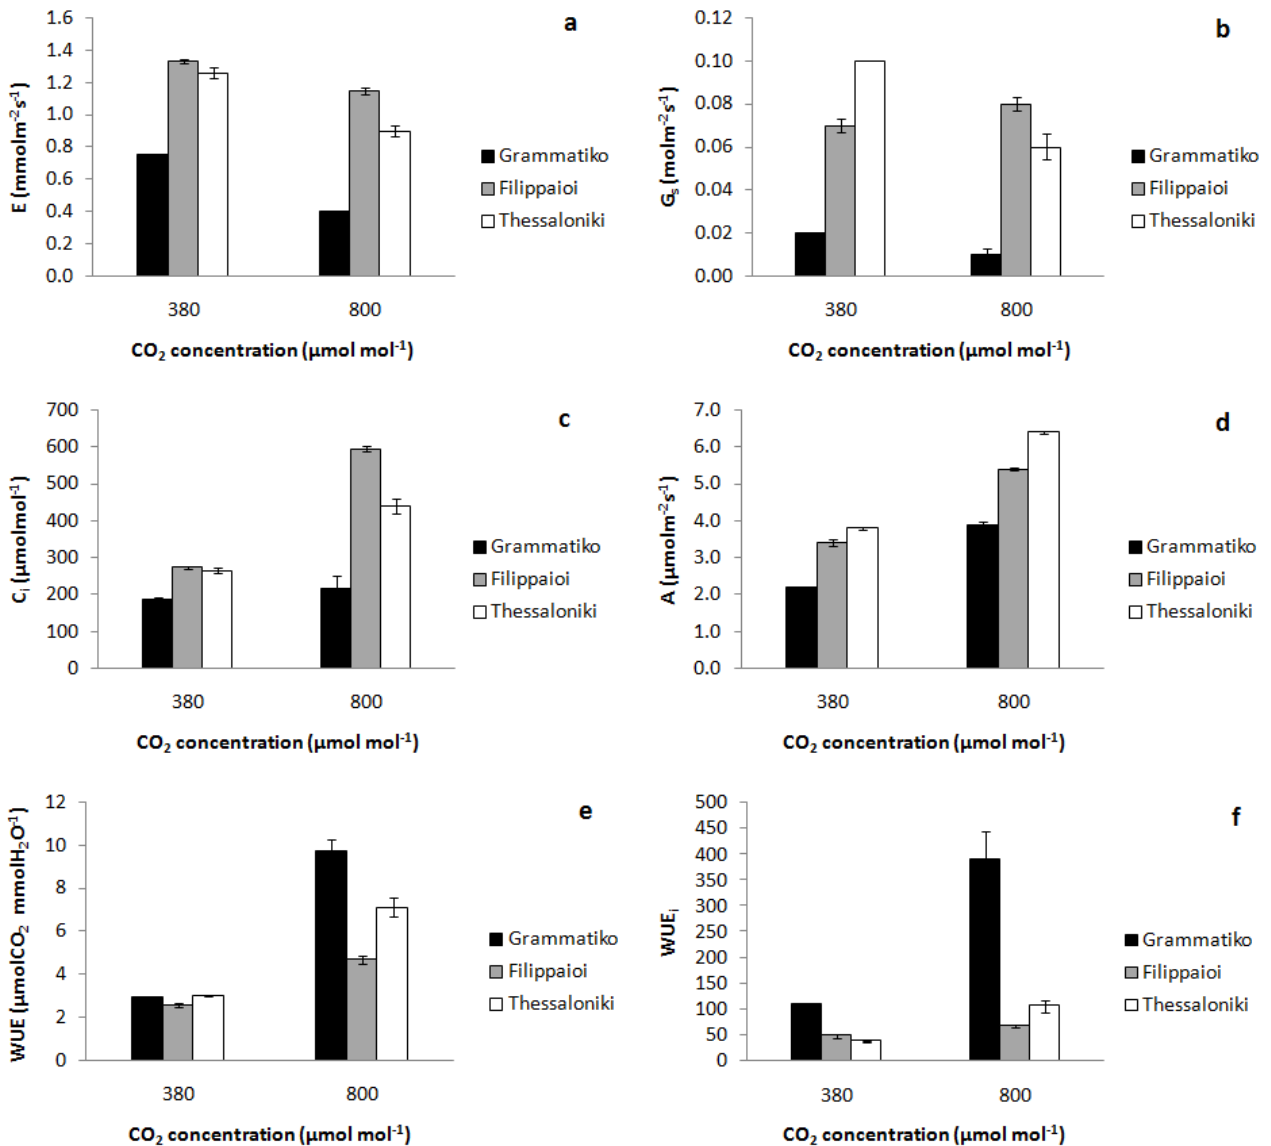 a
E (mmolm⁻²s⁻¹)
1.6
1.4
1.2
1.0
0.8
0.6
0.4
0.2
0.0
380 800
CO₂ concentration (µmol mol⁻¹)
Grammatiko
Filippaioi
Thessaloniki
b
Gₛ (molm⁻²s⁻¹)
0.12
0.10
0.08
0.06
0.04
0.02
0.00
380 800
CO₂ concentration (µmol mol⁻¹)
Grammatiko
Filippaioi
Thessaloniki
c
Cᵢ (µmolmol⁻¹)
700
600
500
400
300
200
100
0
380 800
CO₂ concentration (µmol mol⁻¹)
Grammatiko
Filippaioi
Thessaloniki
d
A (µmolm⁻²s⁻¹)
7.0
6.0
5.0
4.0
3.0
2.0
1.0
0.0
380 800
CO₂ concentration (µmol mol⁻¹)
Grammatiko
Filippaioi
Thessaloniki
e
WUE (µmolCO₂ mmolH₂O⁻¹)
12
10
8
6
4
2
0
380 800
CO₂ concentration (µmol mol⁻¹)
Grammatiko
Filippaioi
Thessaloniki
f
WUEᵢ
500
450
400
350
300
250
200
150
100
50
0
380 800
CO₂ concentration (µmol mol⁻¹)
Grammatiko
Filippaioi
Thessaloniki